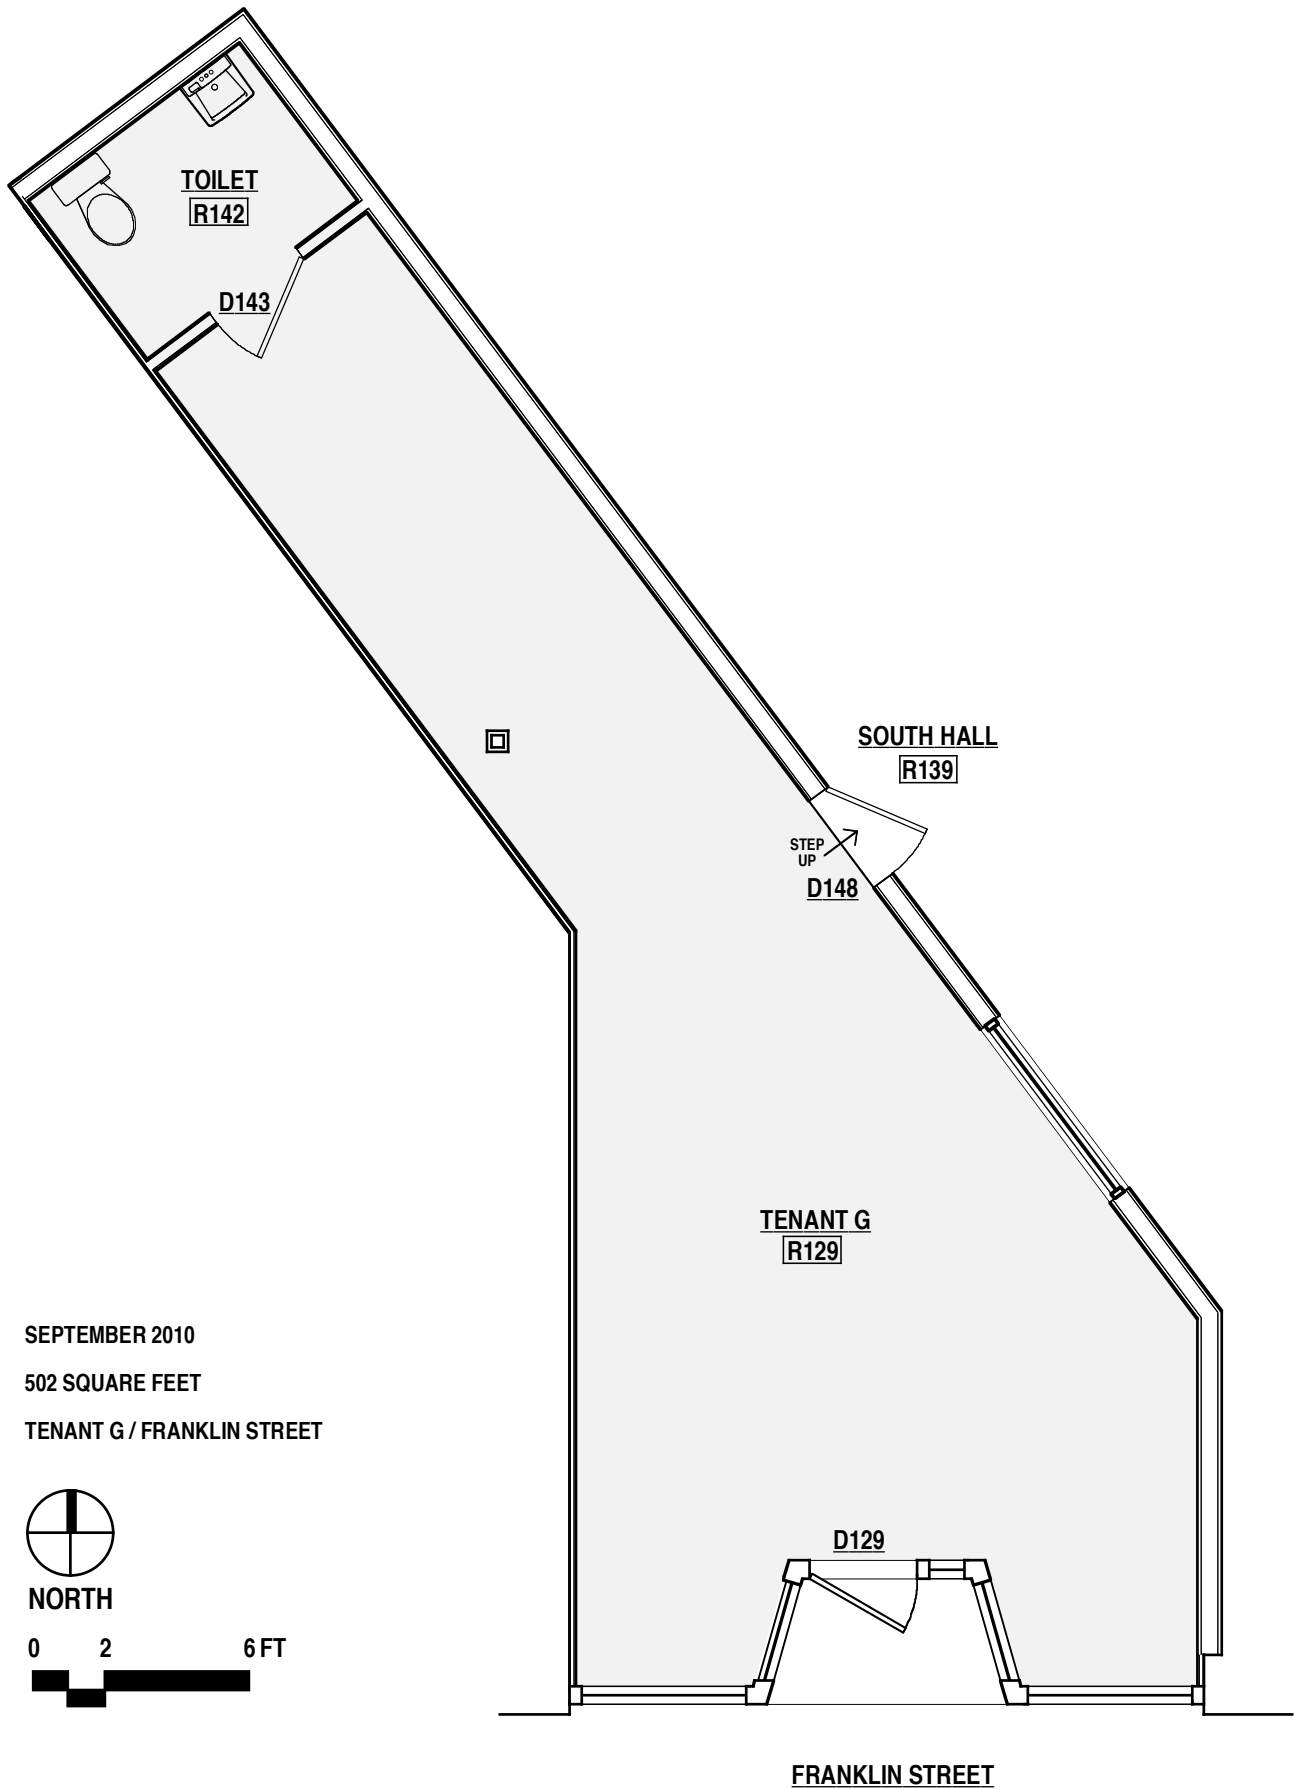 TOILET
R142
D143
SOUTH HALL
R139
STEP
UP
D148
TENANT G
R129
SEPTEMBER 2010
502 SQUARE FEET
TENANT G / FRANKLIN STREET
NORTH
0 2 6 FT
D129
FRANKLIN STREET